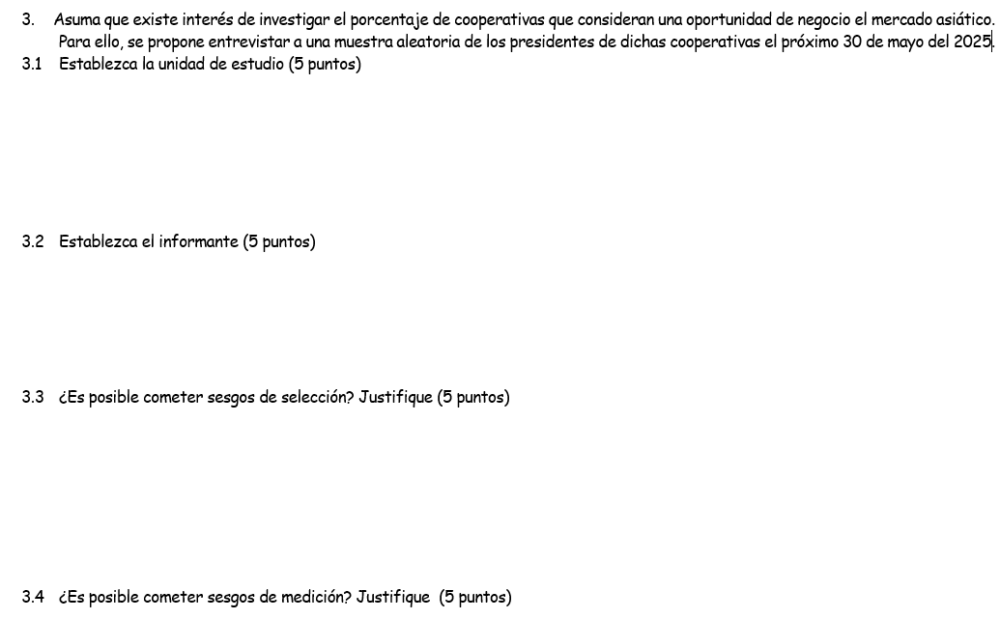 3. Asuma que existe interés de investigar el porcentaje de cooperativas que consideran una oportunidad de negocio el mercado asiático.
Para ello, se propone entrevistar a una muestra aleatoria de los presidentes de dichas cooperativas el próximo 30 de mayo del 2025.
3.1 Establezca la unidad de estudio (5 puntos)
3.2 Establezca el informante (5 puntos)
3.3 ¿Es posible cometer sesgos de selección? Justifique (5 puntos)
3.4 ¿Es posible cometer sesgos de medición? Justifique (5 puntos)